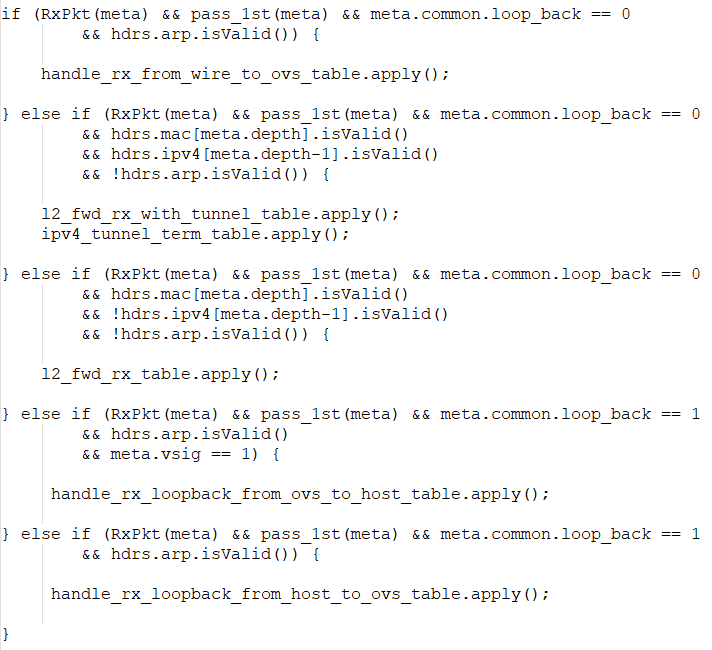 if (RxPkt(meta) && pass_1st(meta) && meta.common.loop_back == 0
        && hdrs.arp.isValid()) {
    handle_rx_from_wire_to_ovs_table.apply();
} else if (RxPkt(meta) && pass_1st(meta) && meta.common.loop_back == 0
        && hdrs.mac[meta.depth].isValid()
        && hdrs.ipv4[meta.depth-1].isValid()
        && !hdrs.arp.isValid()) {
    l2_fwd_rx_with_tunnel_table.apply();
    ipv4_tunnel_term_table.apply();
} else if (RxPkt(meta) && pass_1st(meta) && meta.common.loop_back == 0
        && hdrs.mac[meta.depth].isValid()
        && !hdrs.ipv4[meta.depth-1].isValid()
        && !hdrs.arp.isValid()) {
    l2_fwd_rx_table.apply();
} else if (RxPkt(meta) && pass_1st(meta) && meta.common.loop_back == 1
        && hdrs.arp.isValid()
        && meta.vsig == 1) {
     handle_rx_loopback_from_ovs_to_host_table.apply();
} else if (RxPkt(meta) && pass_1st(meta) && meta.common.loop_back == 1
        && hdrs.arp.isValid()) {
     handle_rx_loopback_from_host_to_ovs_table.apply();
}